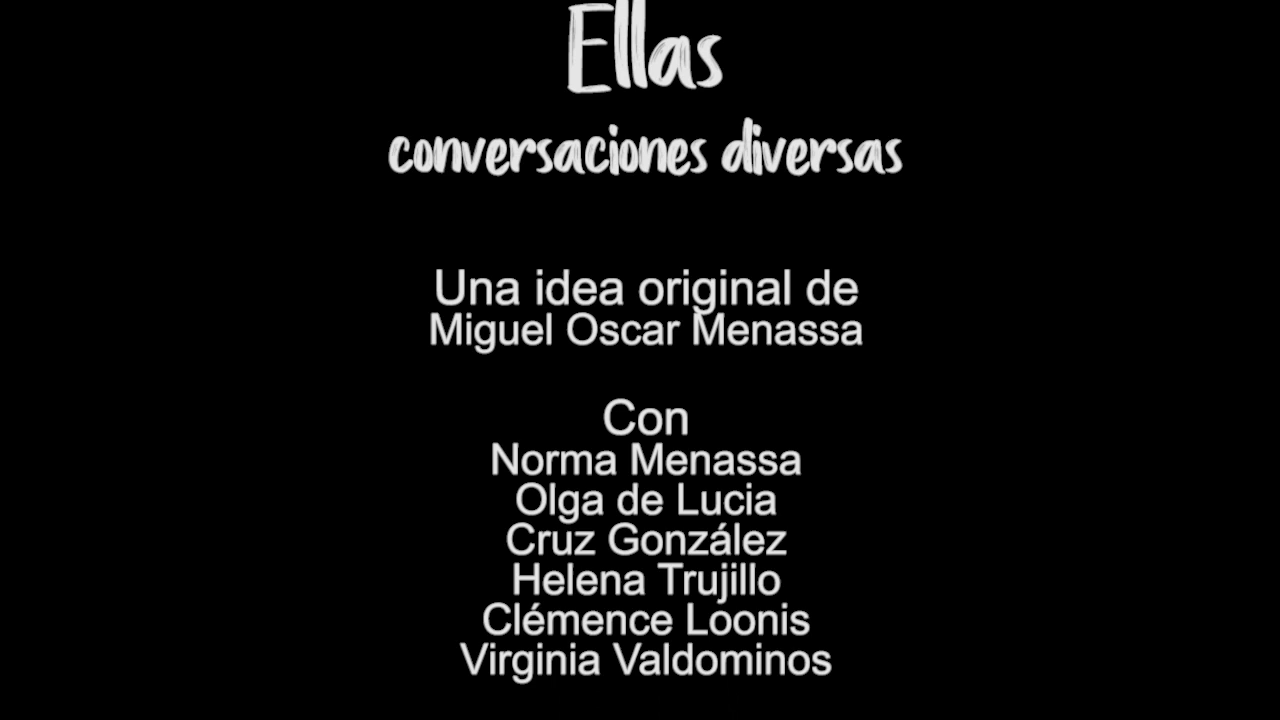 Ellas
conversaciones diversas
Una idea original de
Miguel Oscar Menassa
Con
Norma Menassa
Olga de Lucia
Cruz González
Helena Trujillo
Clémence Loonis
Virginia Valdominos